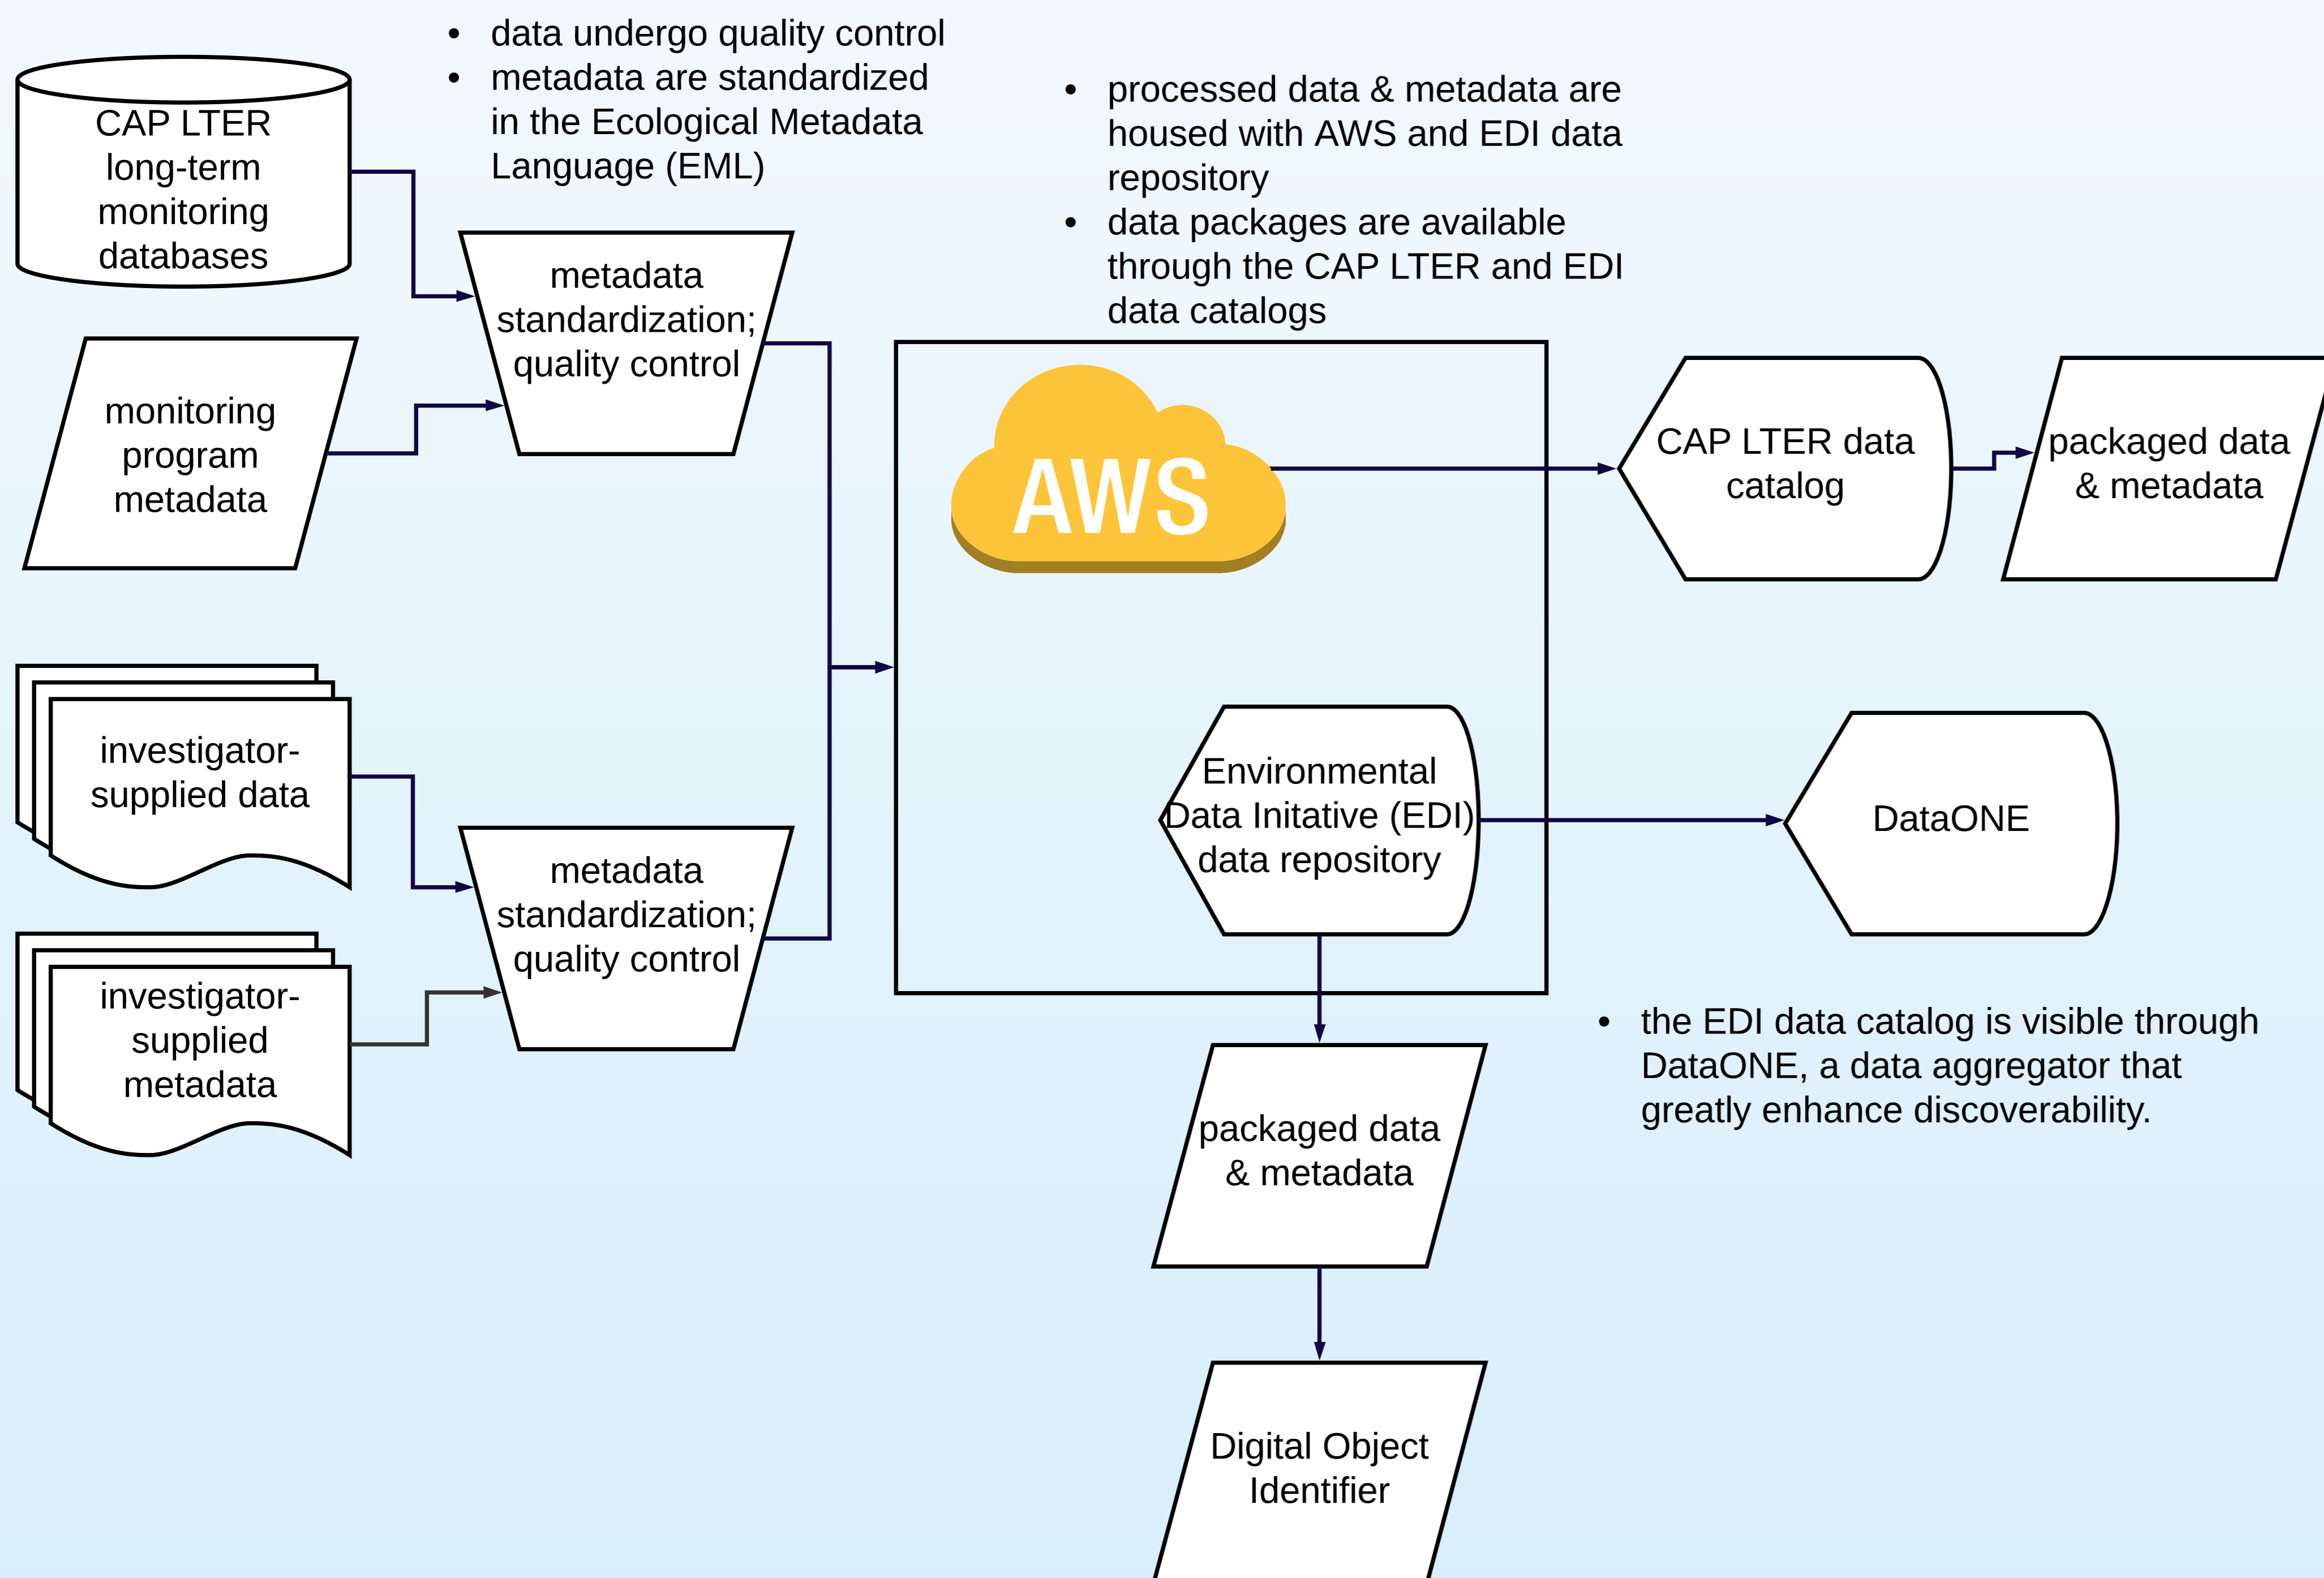 • data undergo quality control
• metadata are standardized
in the Ecological Metadata
Language (EML)
• processed data & metadata are
housed with AWS and EDI data
repository
• data packages are available
through the CAP LTER and EDI
data catalogs
CAP LTER
long-term
monitoring
databases
metadata
standardization;
quality control
monitoring
program
metadata
AWS
CAP LTER data
catalog
packaged data
& metadata
investigator-
supplied data
metadata
standardization;
quality control
investigator-
supplied
metadata
Environmental
Data Initative (EDI)
data repository
DataONE
• the EDI data catalog is visible through
DataONE, a data aggregator that
greatly enhance discoverability.
packaged data
& metadata
Digital Object
Identifier